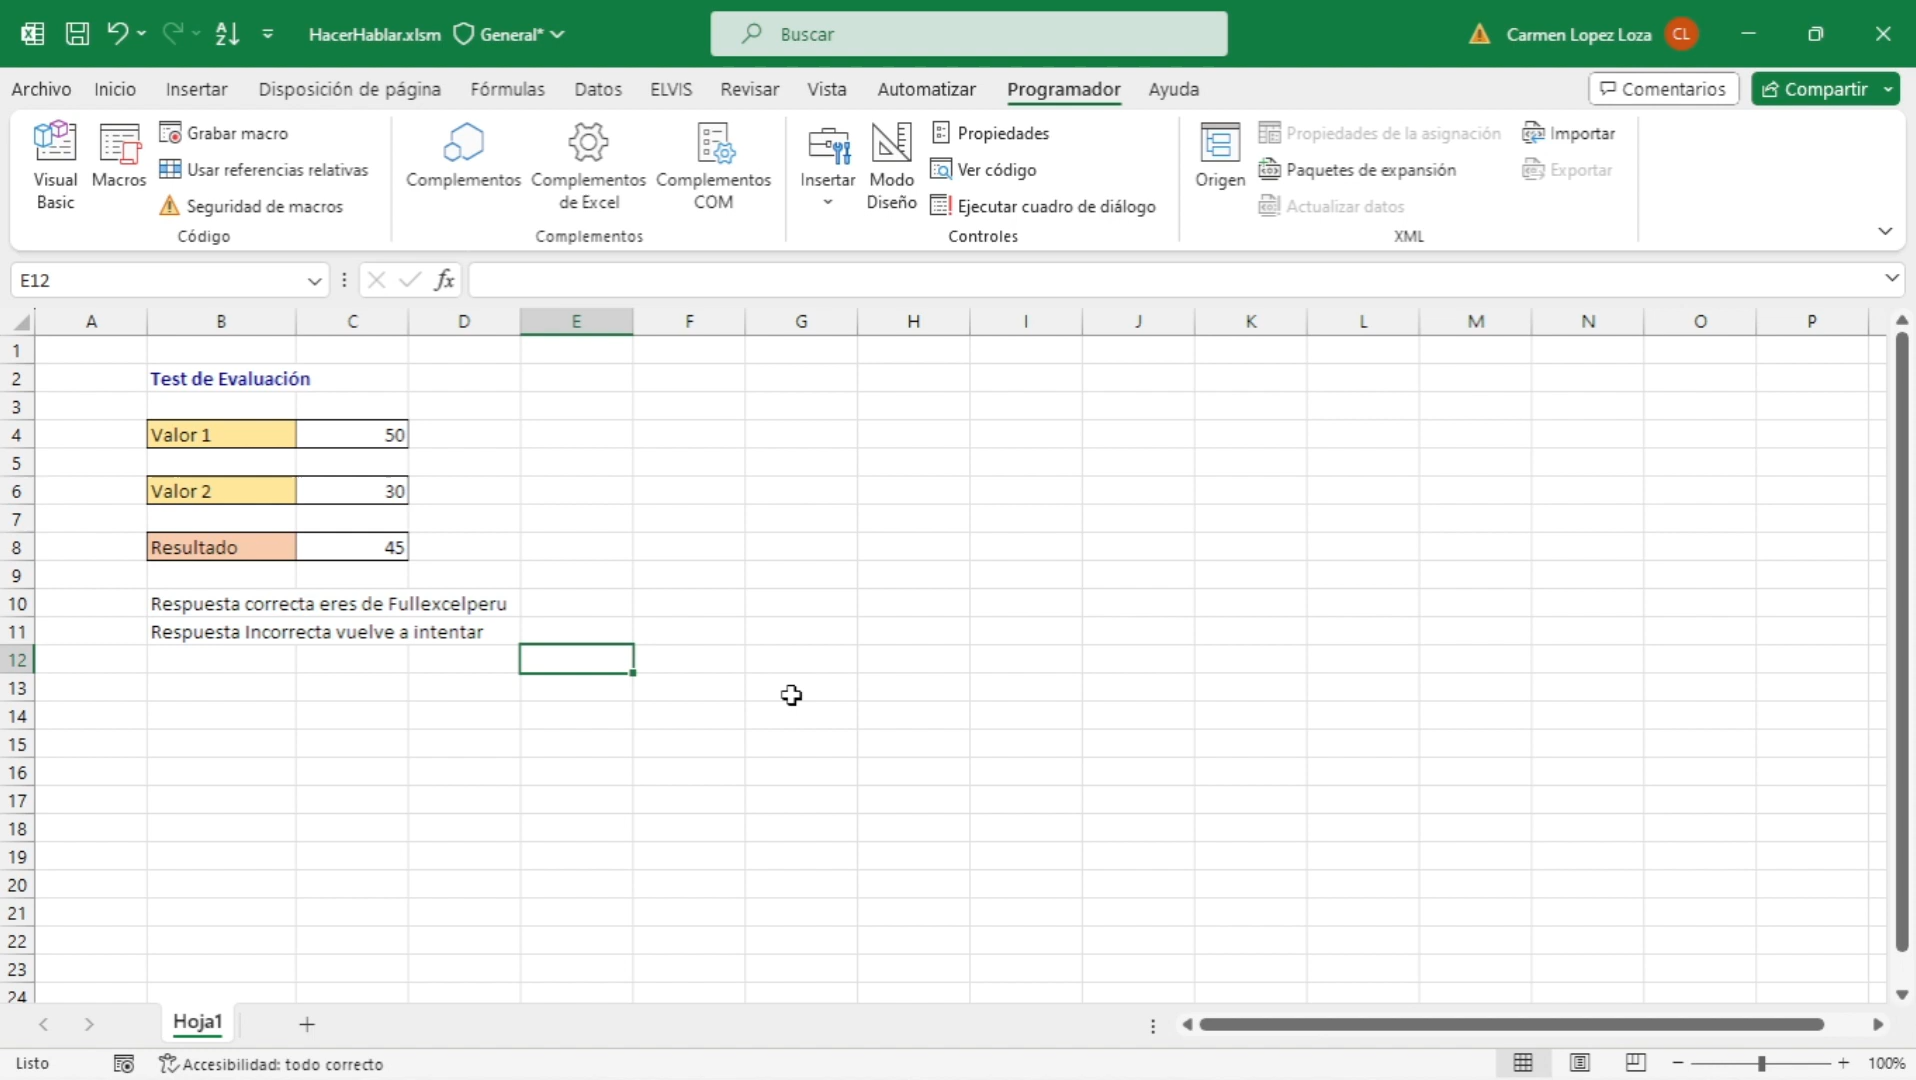 HacerHablar.xlsm General*
Buscar
Carmen Lopez Loza CL
Archivo Inicio Insertar Disposición de página Fórmulas Datos ELVIS Revisar Vista Automatizar Programador Ayuda
Comentarios Compartir
Visual Basic
Macros
Grabar macro
Usar referencias relativas
Seguridad de macros
Código
Complementos
Complementos de Excel
Complementos COM
Complementos
Insertar
Modo Diseño
Propiedades
Ver código
Ejecutar cuadro de diálogo
Controles
Origen
Propiedades de la asignación
Paquetes de expansión
Actualizar datos
Importar
Exportar
XML
E12
fx
A B C D E F G H I J K L M N O P
1
2 Test de Evaluación
3
4 Valor 1 50
5
6 Valor 2 30
7
8 Resultado 45
9
10 Respuesta correcta eres de Fullexcelperu
11 Respuesta Incorrecta vuelve a intentar
12
13
14
15
16
17
18
19
20
21
22
23
24
Hoja1
Listo
Accesibilidad: todo correcto
100%